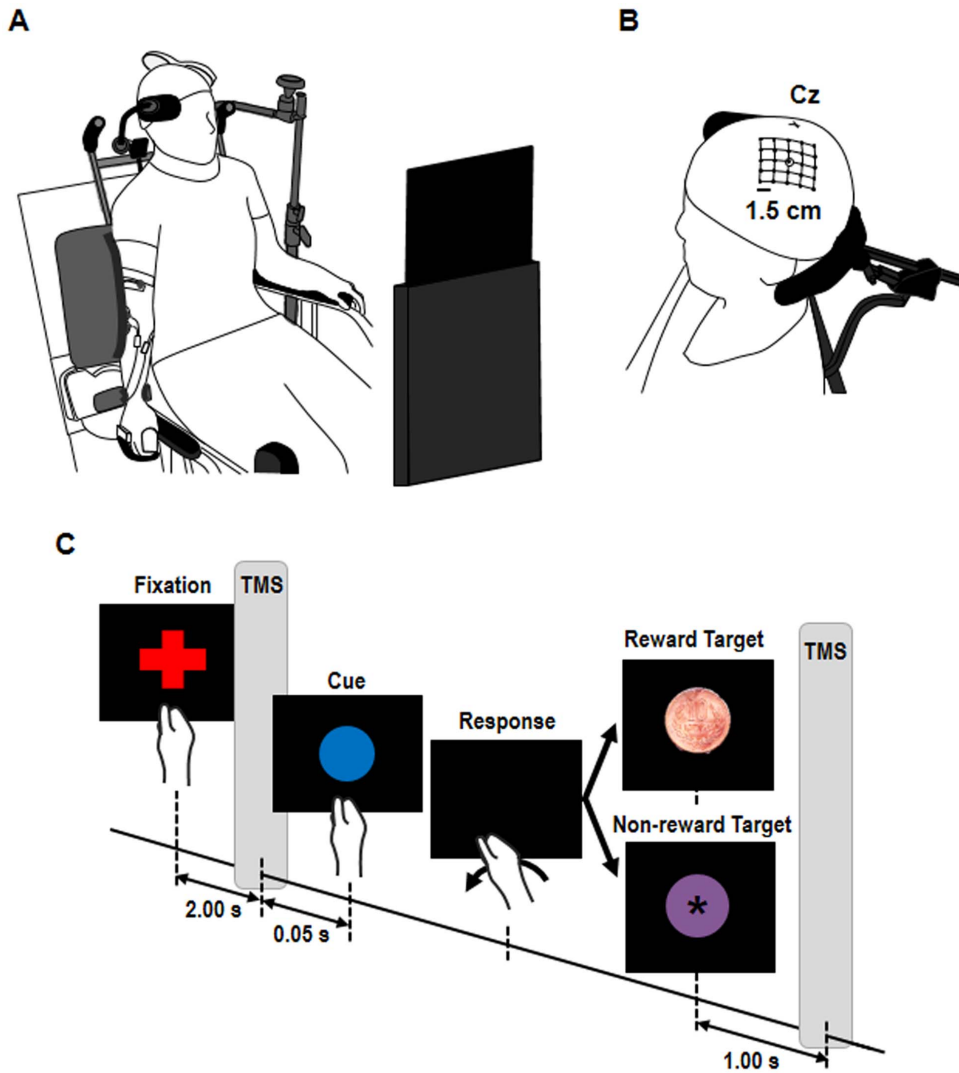 A
B
Cz
1.5 cm
C
Fixation
TMS
Cue
Response
Reward Target
Non-reward Target
*
TMS
2.00 s
0.05 s
1.00 s